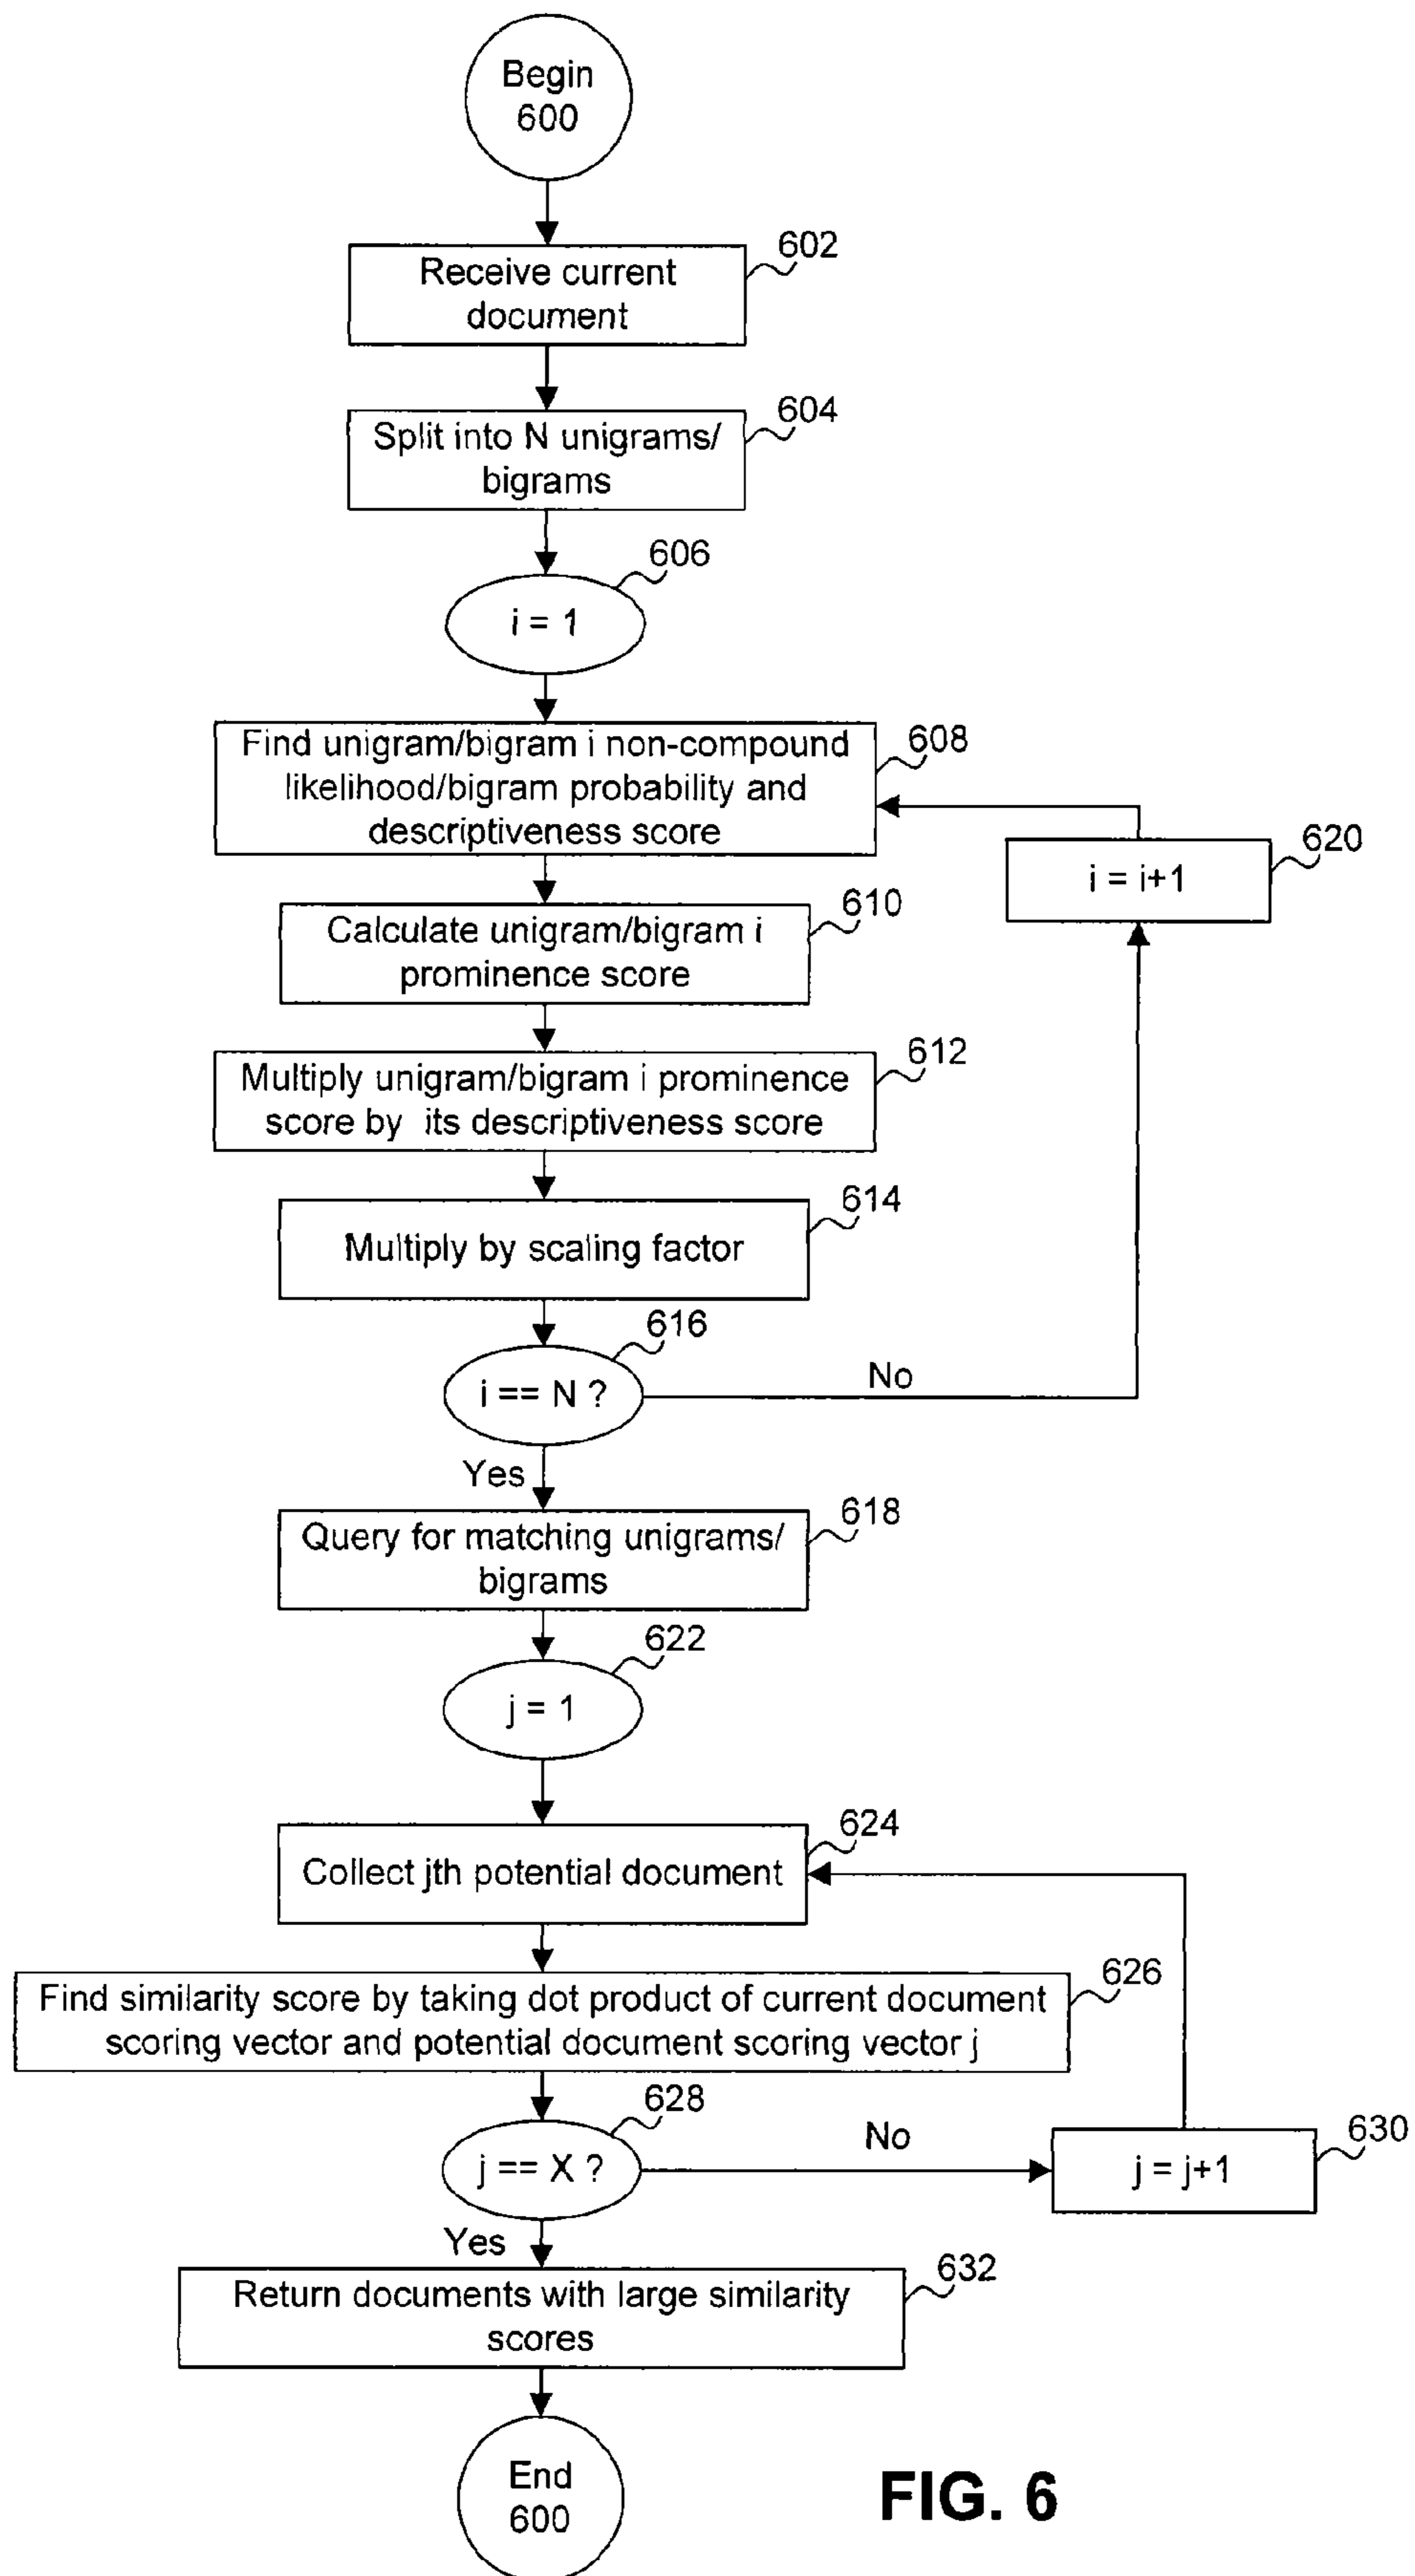 Begin
600
602
Receive current
document
604
Split into N unigrams/
bigrams
606
i = 1
608
Find unigram/bigram i non-compound
likelihood/bigram probability and
descriptiveness score
620
i = i+1
610
Calculate unigram/bigram i
prominence score
612
Multiply unigram/bigram i prominence
score by its descriptiveness score
614
Multiply by scaling factor
616
i == N ?
No
Yes
618
Query for matching unigrams/
bigrams
622
j = 1
624
Collect jth potential document
626
Find similarity score by taking dot product of current document
scoring vector and potential document scoring vector j
628
j == X ?
No
630
j = j+1
Yes
632
Return documents with large similarity
scores
End
600
FIG. 6